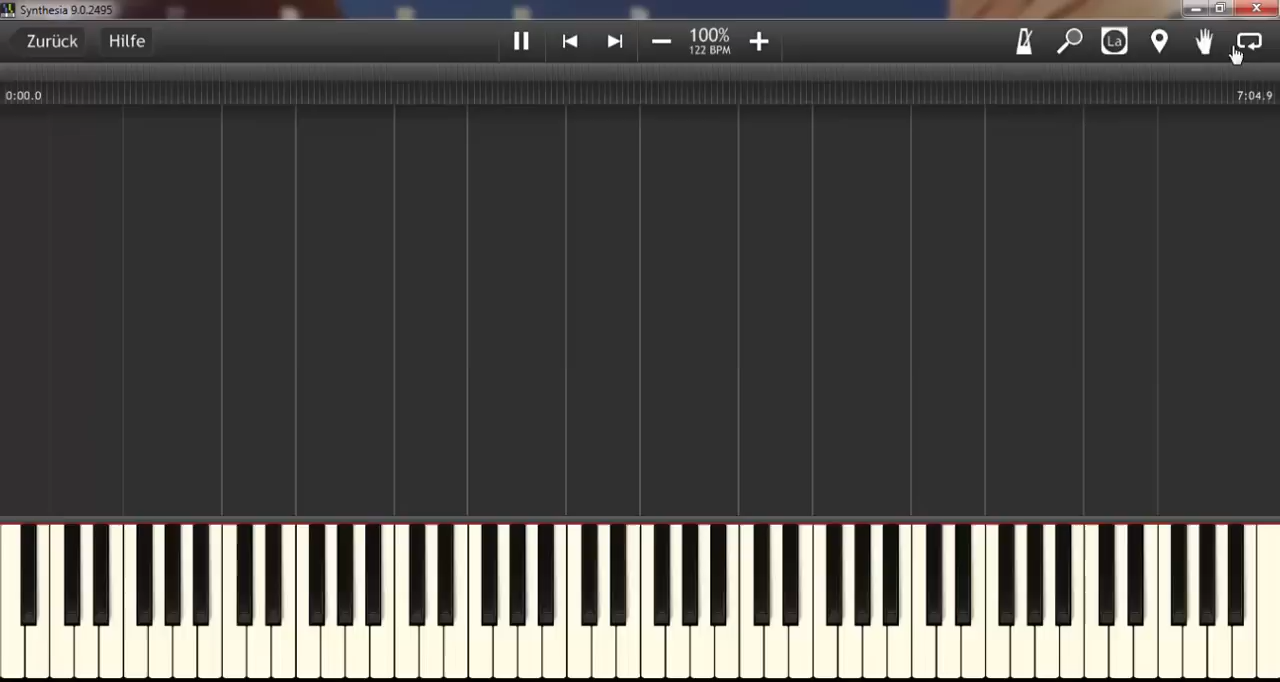 Synthesia 9.0.2495
Zurück
Hilfe
100%
122 BPM
La
0:00.0
7:04.9